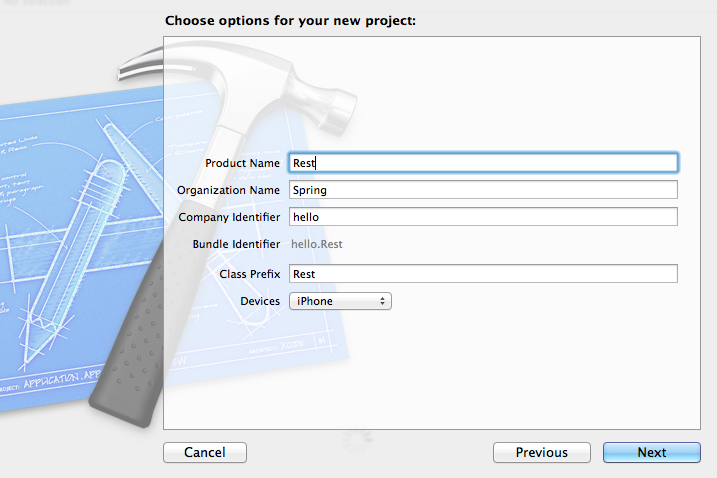 Choose options for your new project:
Product Name Rest
Organization Name Spring
Company Identifier hello
Bundle Identifier hello.Rest
Class Prefix Rest
Devices iPhone
PROJECT: APPLICATION.APP
Cancel Previous Next